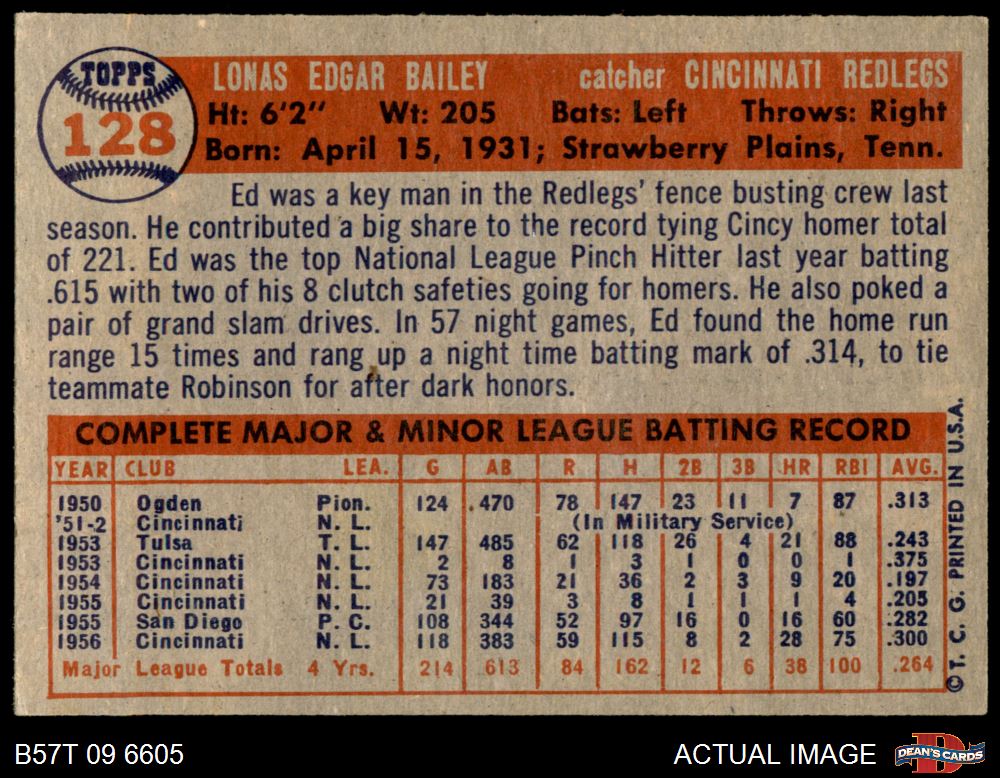 TOPPS
128
LONAS EDGAR BAILEY catcher CINCINNATI REDLEGS
Ht: 6'2" Wt: 205 Bats: Left Throws: Right
Born: April 15, 1931; Strawberry Plains, Tenn.
Ed was a key man in the Redlegs' fence busting crew last
season. He contributed a big share to the record tying Cincy homer total
of 221. Ed was the top National League Pinch Hitter last year batting
.615 with two of his 8 clutch safeties going for homers. He also poked a
pair of grand slam drives. In 57 night games, Ed found the home run
range 15 times and rang up a night time batting mark of .314, to tie
teammate Robinson for after dark honors.
COMPLETE MAJOR & MINOR LEAGUE BATTING RECORD
YEAR CLUB LEA. G AB R H 2B 3B HR RBI AVG.
1950 Ogden Pion. 124 470 78 147 23 11 7 87 .313
'51-2 Cincinnati N. L. (In Military Service)
1953 Tulsa T. L. 147 485 62 118 26 4 21 88 .243
1953 Cincinnati N. L. 2 8 1 3 1 0 0 1 .375
1954 Cincinnati N. L. 73 183 21 36 2 3 9 20 .197
1955 Cincinnati N. L. 21 39 3 8 1 1 1 4 .205
1955 San Diego P. C. 108 344 52 97 16 0 16 60 .282
1956 Cincinnati N. L. 118 383 59 115 8 2 28 75 .300
Major League Totals 4 Yrs. 214 613 84 162 12 6 38 100 .264
© T. C. G. PRINTED IN U.S.A.
B57T 09 6605 ACTUAL IMAGE
DEAN'S CARDS